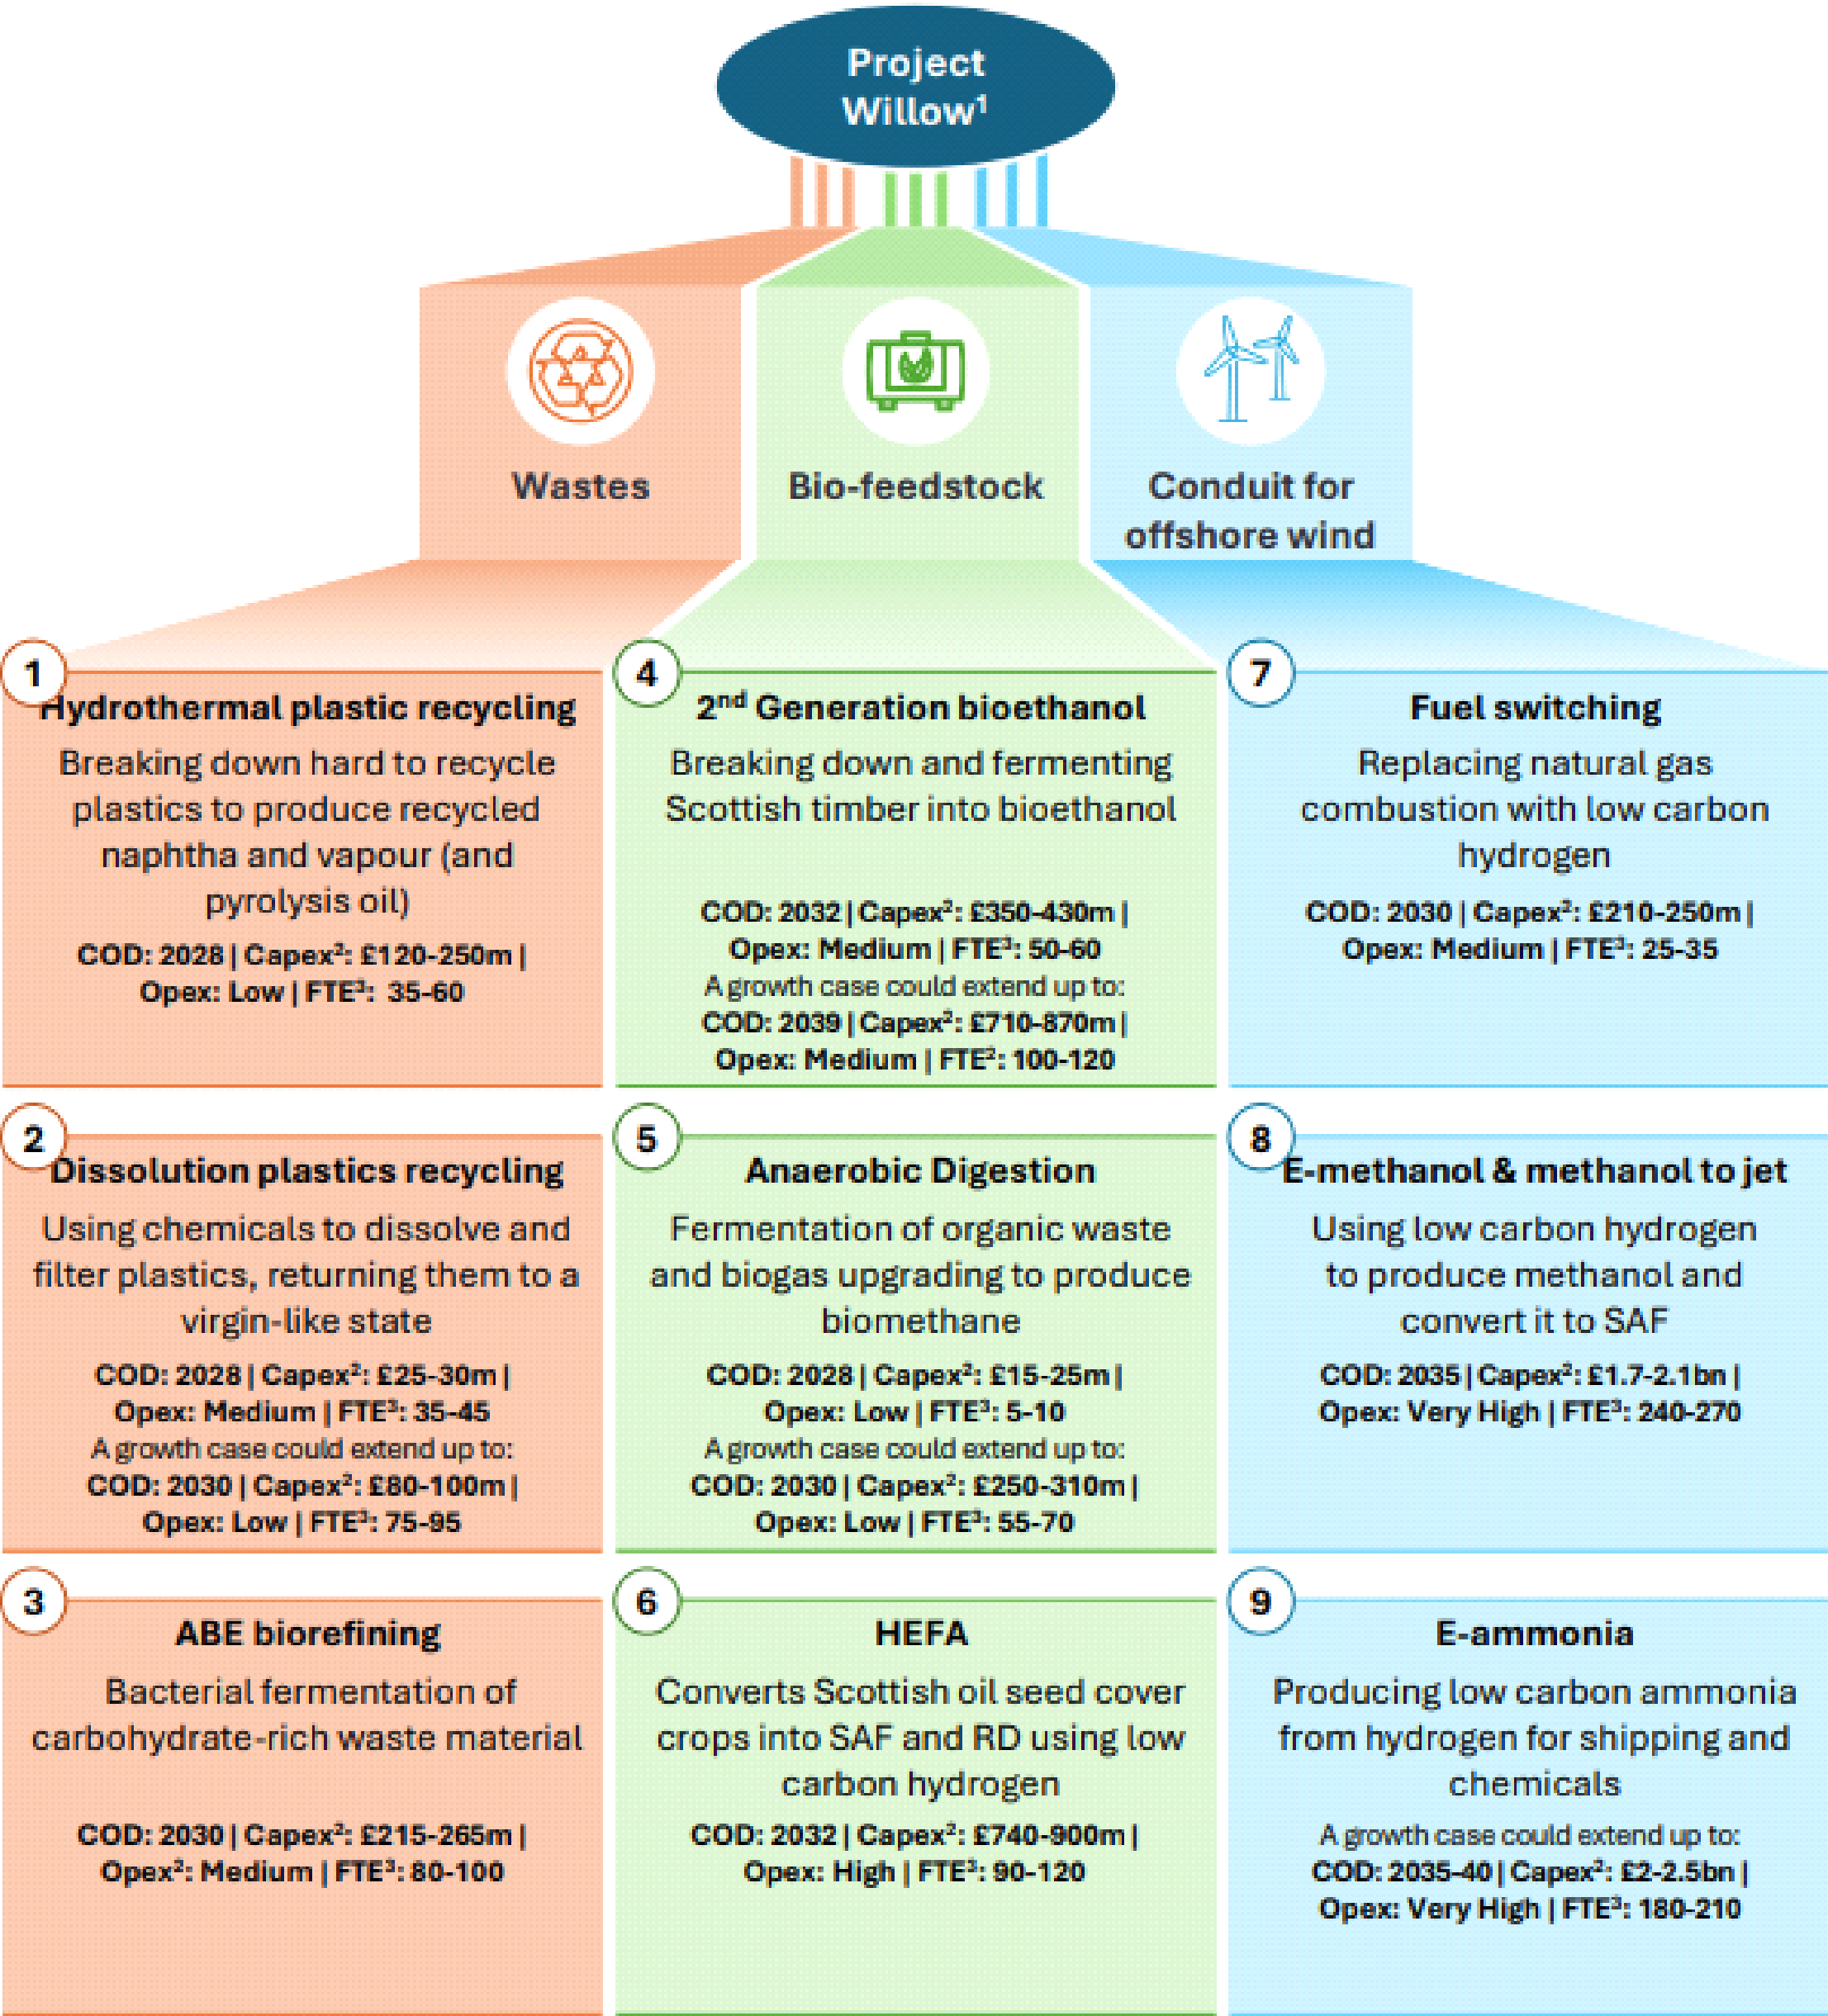 Project
Willow¹
Wastes
Bio-feedstock
Conduit for
offshore wind
1
Hydrothermal plastic recycling
Breaking down hard to recycle
plastics to produce recycled
naphtha and vapour (and
pyrolysis oil)
COD: 2028 | Capex²: £120-250m |
Opex: Low | FTE³: 35-60
4
2nd Generation bioethanol
Breaking down and fermenting
Scottish timber into bioethanol
COD: 2032 | Capex²: £350-430m |
Opex: Medium | FTE³: 50-60
A growth case could extend up to:
COD: 2039 | Capex²: £710-870m |
Opex: Medium | FTE²: 100-120
7
Fuel switching
Replacing natural gas
combustion with low carbon
hydrogen
COD: 2030 | Capex²: £210-250m |
Opex: Medium | FTE³: 25-35
2
Dissolution plastics recycling
Using chemicals to dissolve and
filter plastics, returning them to a
virgin-like state
COD: 2028 | Capex²: £25-30m |
Opex: Medium | FTE³: 35-45
A growth case could extend up to:
COD: 2030 | Capex²: £80-100m |
Opex: Low | FTE³: 75-95
5
Anaerobic Digestion
Fermentation of organic waste
and biogas upgrading to produce
biomethane
COD: 2028 | Capex²: £15-25m |
Opex: Low | FTE³: 5-10
A growth case could extend up to:
COD: 2030 | Capex²: £250-310m |
Opex: Low | FTE³: 55-70
8
E-methanol & methanol to jet
Using low carbon hydrogen
to produce methanol and
convert it to SAF
COD: 2035 | Capex²: £1.7-2.1bn |
Opex: Very High | FTE³: 240-270
3
ABE biorefining
Bacterial fermentation of
carbohydrate-rich waste material
COD: 2030 | Capex²: £215-265m |
Opex²: Medium | FTE³: 80-100
6
HEFA
Converts Scottish oil seed cover
crops into SAF and RD using low
carbon hydrogen
COD: 2032 | Capex²: £740-900m |
Opex: High | FTE³: 90-120
9
E-ammonia
Producing low carbon ammonia
from hydrogen for shipping and
chemicals
A growth case could extend up to:
COD: 2035-40 | Capex²: £2-2.5bn |
Opex: Very High | FTE³: 180-210